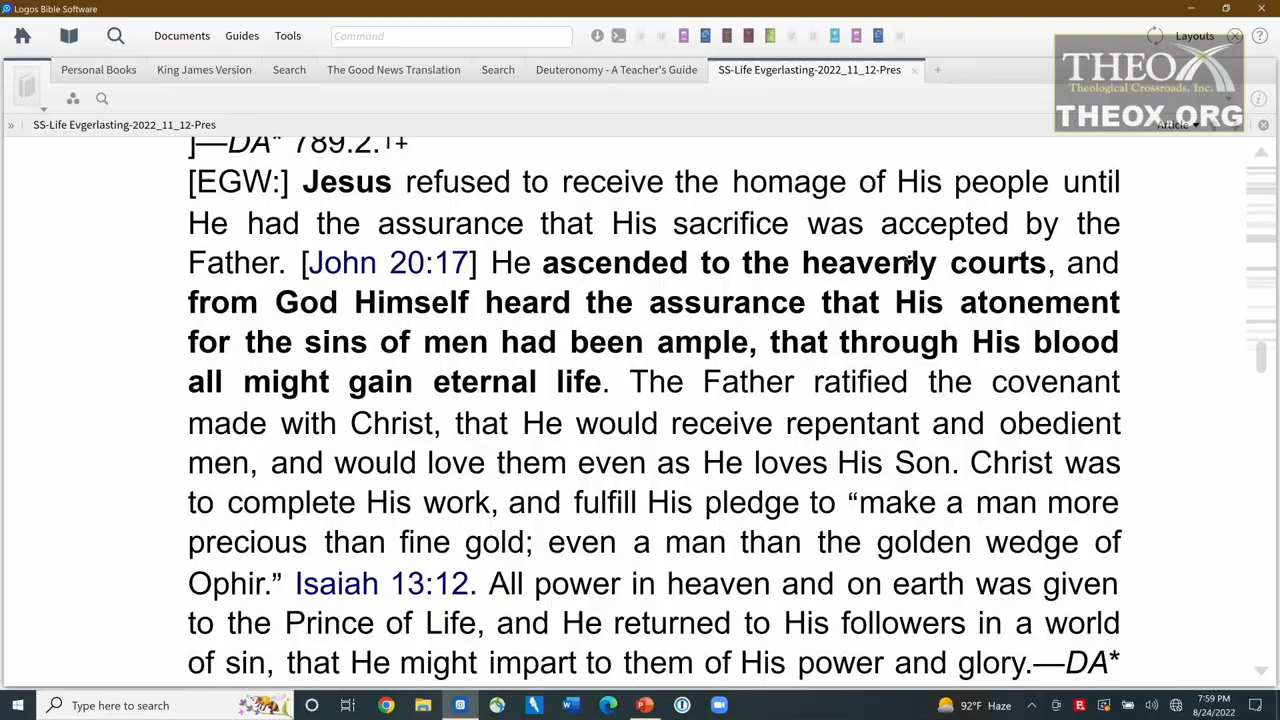 Logos Bible Software
Documents Guides Tools Command Layouts
Personal Books King James Version Search The Good News Translation Search Deuteronomy - A Teacher's Guide SS-Life Evgerlasting-2022_11_12-Pres
THEOX
Theological Crossroads, Inc.
THEOX.ORG
SS-Life Evgerlasting-2022_11_12-Pres Article
]—DA* 789.2.¹+
[EGW:] Jesus refused to receive the homage of His people until
He had the assurance that His sacrifice was accepted by the
Father. [John 20:17] He ascended to the heavenly courts, and
from God Himself heard the assurance that His atonement
for the sins of men had been ample, that through His blood
all might gain eternal life. The Father ratified the covenant
made with Christ, that He would receive repentant and obedient
men, and would love them even as He loves His Son. Christ was
to complete His work, and fulfill His pledge to “make a man more
precious than fine gold; even a man than the golden wedge of
Ophir.” Isaiah 13:12. All power in heaven and on earth was given
to the Prince of Life, and He returned to His followers in a world
of sin, that He might impart to them of His power and glory.—DA*
Type here to search
92°F Haze
7:59 PM
8/24/2022